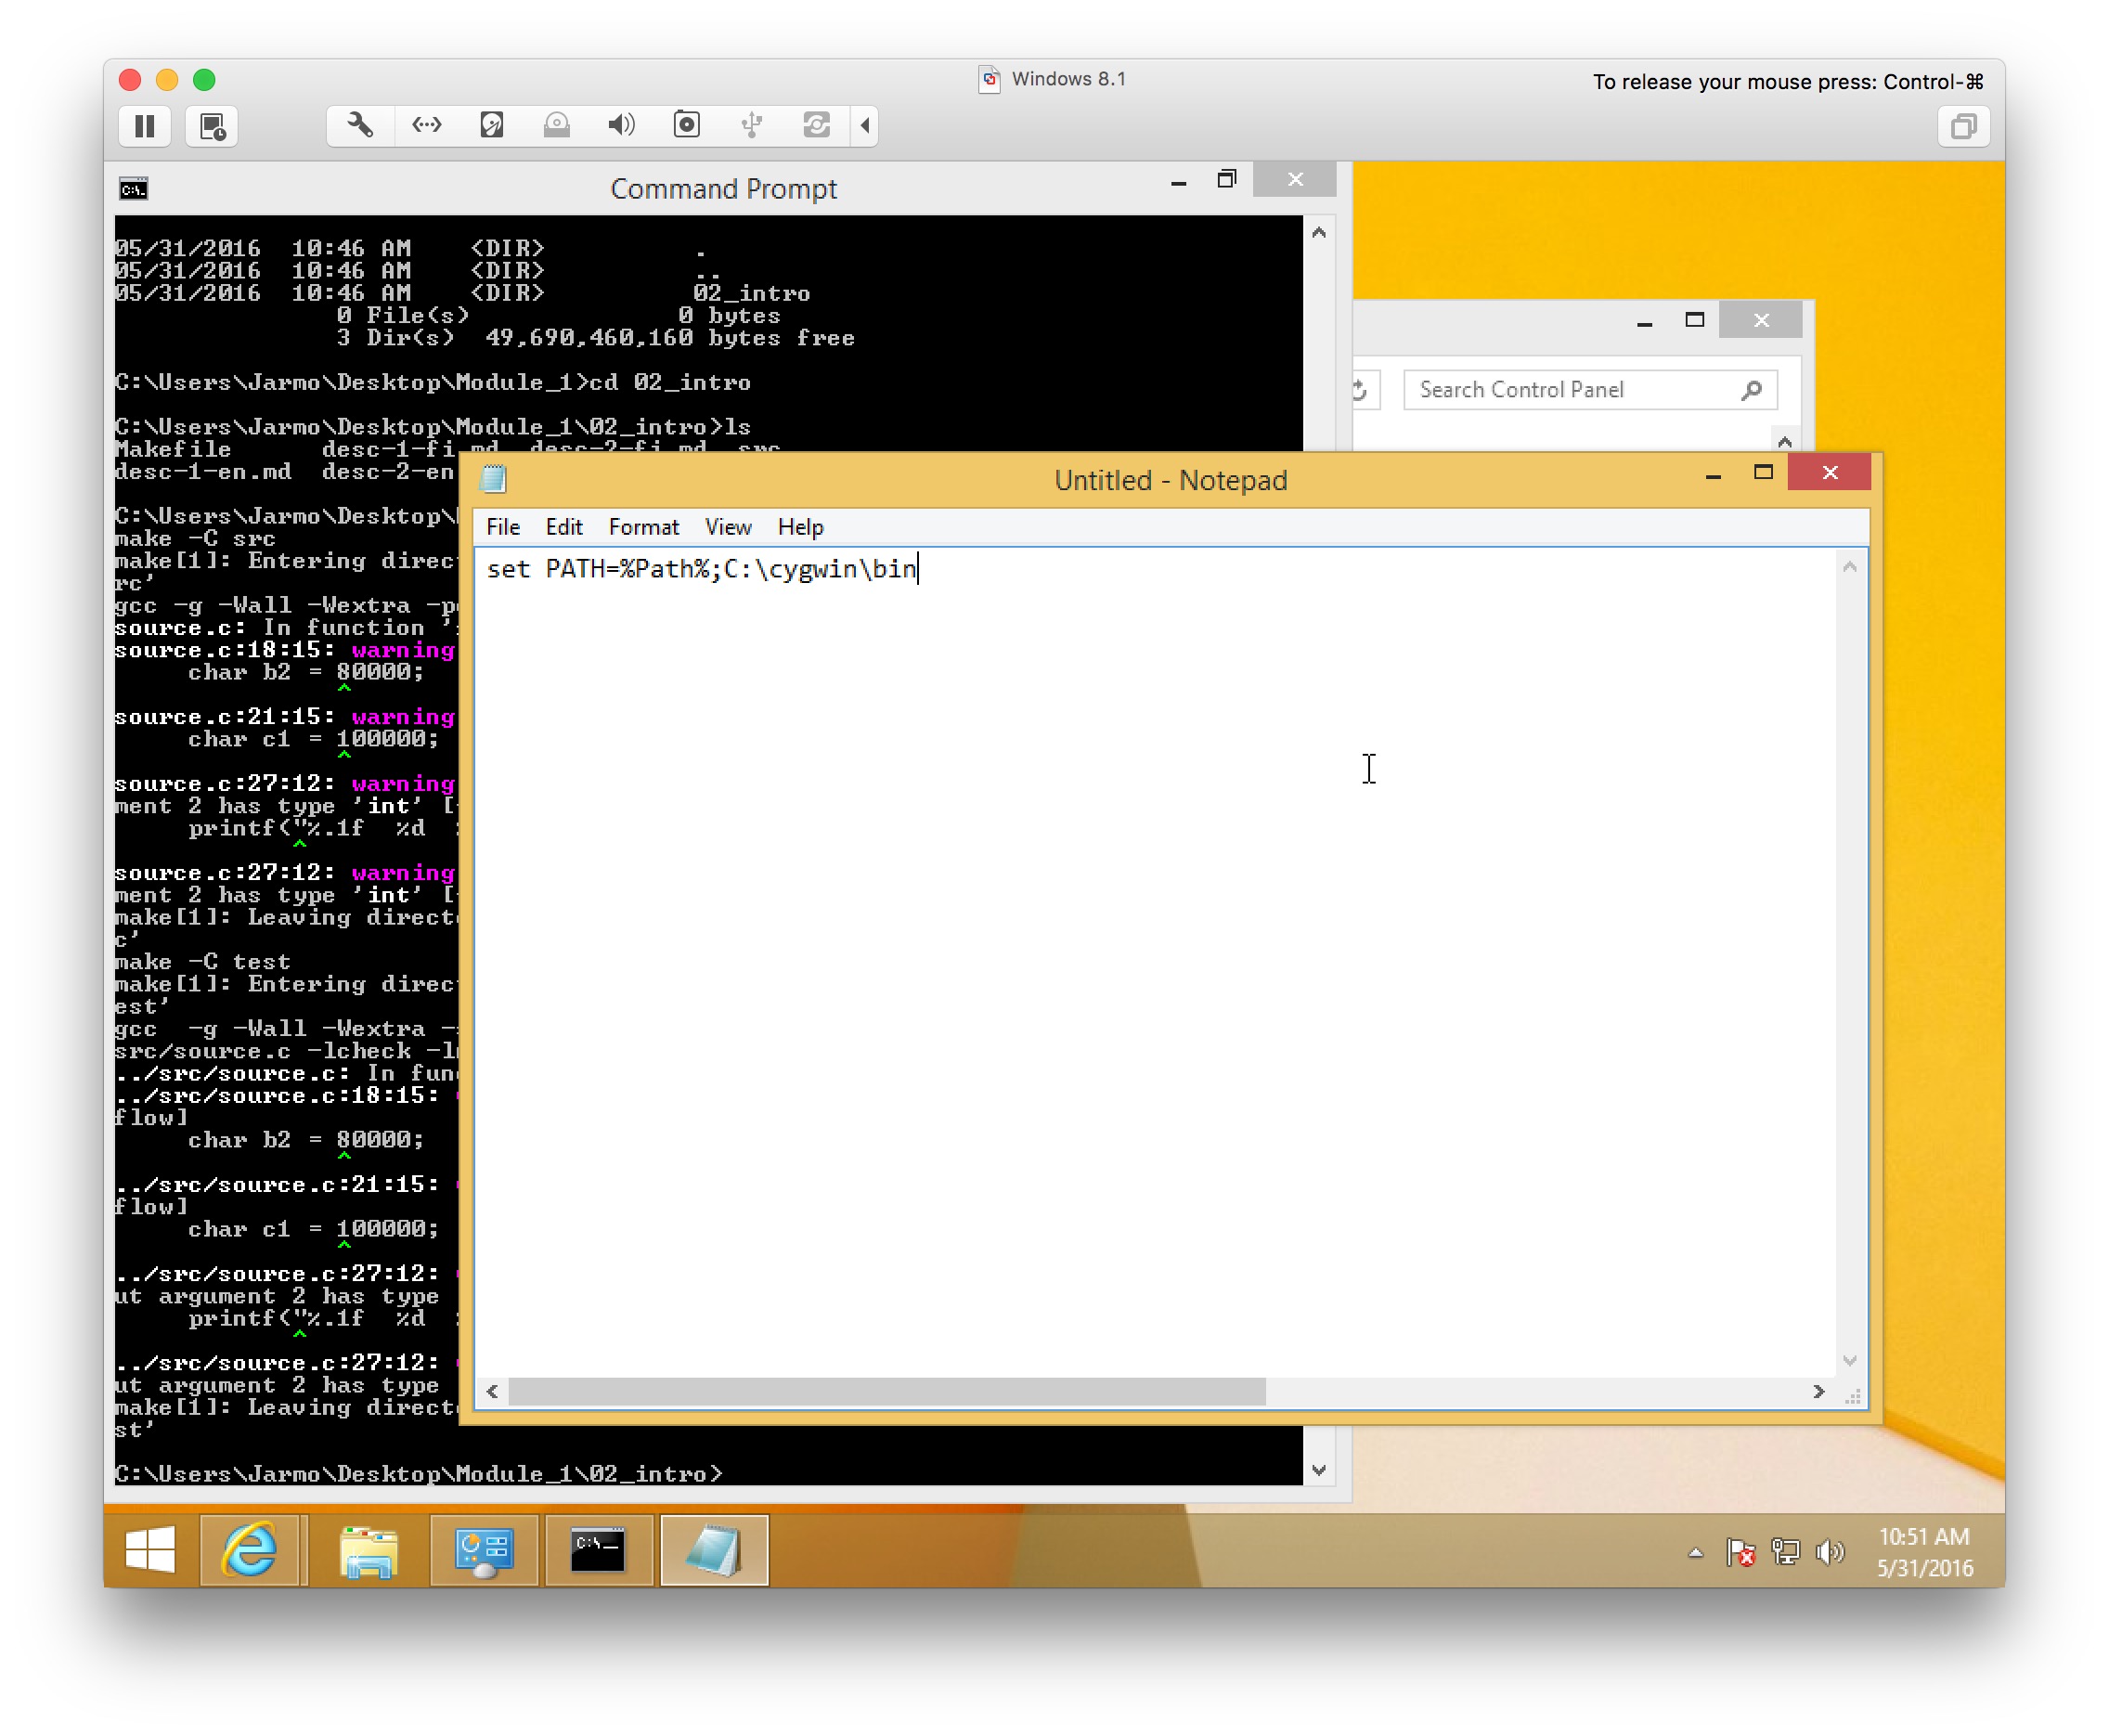 Windows 8.1
To release your mouse press: Control-⌘
Command Prompt
05/31/2016  10:46 AM    <DIR>          .
05/31/2016  10:46 AM    <DIR>          ..
05/31/2016  10:46 AM    <DIR>          02_intro
0 File(s)              0 bytes
3 Dir(s)  49,690,460,160 bytes free
C:\Users\Jarmo\Desktop\Module_1>cd 02_intro
C:\Users\Jarmo\Desktop\Module_1\02_intro>ls
Makefile      desc-1-fi.md  desc-2-fi.md  src
desc-1-en.md  desc-2-en
C:\Users\Jarmo\Desktop\
make -C src
make[1]: Entering direc
rc'
gcc -g -Wall -Wextra -p
source.c: In function '
source.c:18:15: warning
char b2 = 80000;
^
source.c:21:15: warning
char c1 = 100000;
^
source.c:27:12: warning
ment 2 has type 'int' [
printf("%.1f  %d
^
source.c:27:12: warning
ment 2 has type 'int' [
make[1]: Leaving direct
c'
make -C test
make[1]: Entering direc
est'
gcc  -g -Wall -Wextra -
src/source.c -lcheck -l
../src/source.c: In fun
../src/source.c:18:15:
flow]
char b2 = 80000;
^
../src/source.c:21:15:
flow]
char c1 = 100000;
^
../src/source.c:27:12:
ut argument 2 has type
printf("%.1f  %d
^
../src/source.c:27:12:
ut argument 2 has type
make[1]: Leaving direct
st'
C:\Users\Jarmo\Desktop\Module_1\02_intro>
Search Control Panel
Untitled - Notepad
File Edit Format View Help
set PATH=%Path%;C:\cygwin\bin
C:\_
10:51 AM
5/31/2016